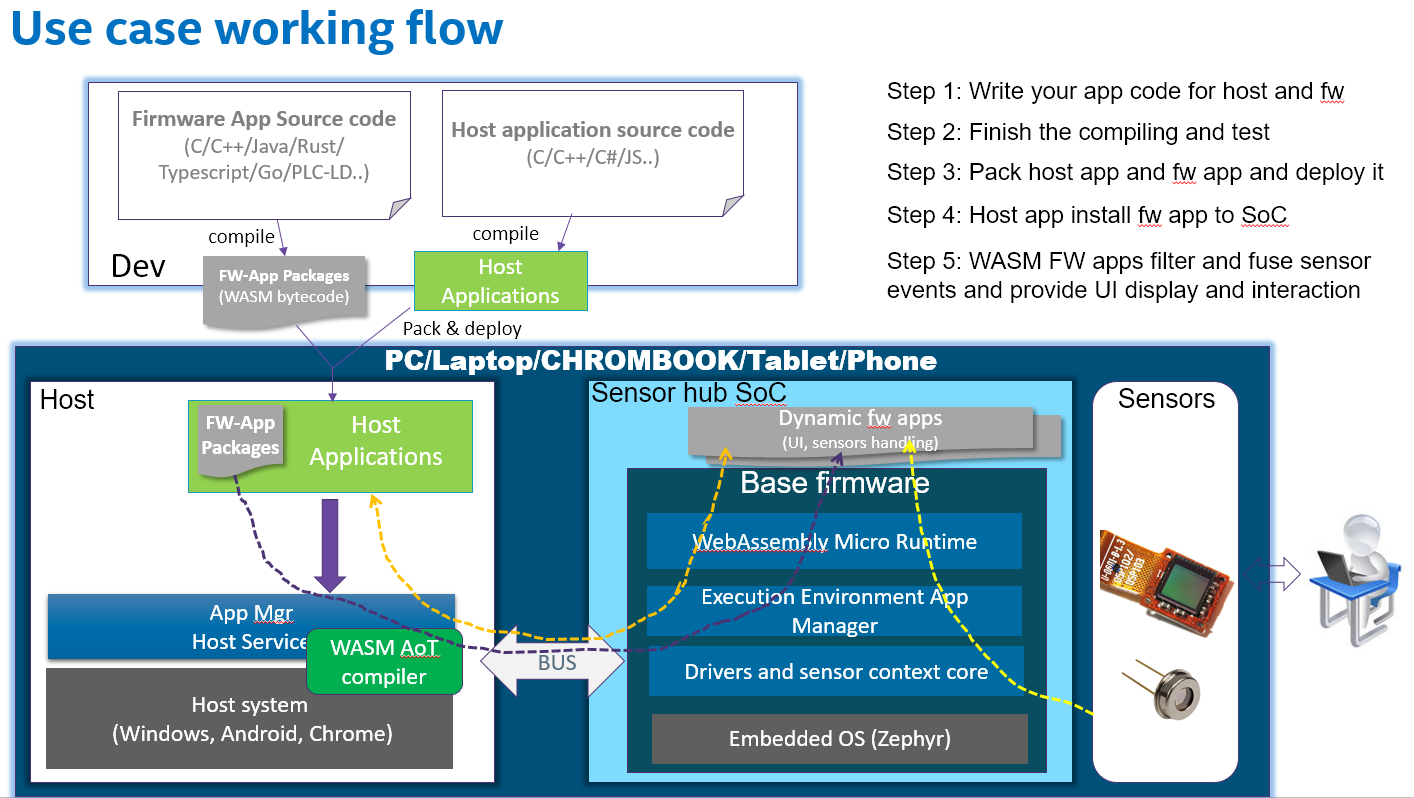 Use case working flow
Firmware App Source code
(C/C++/Java/Rust/
Typescript/Go/PLC-LD..)
Host application source code
(C/C++/C#/JS..)
compile
compile
Dev
FW-App Packages
(WASM bytecode)
Host
Applications
Pack & deploy
Step 1: Write your app code for host and fw
Step 2: Finish the compiling and test
Step 3: Pack host app and fw app and deploy it
Step 4: Host app install fw app to SoC
Step 5: WASM FW apps filter and fuse sensor
events and provide UI display and interaction
PC/Laptop/CHROMBOOK/Tablet/Phone
Host
FW-App
Packages
Host
Applications
App Mgr
Host Service
WASM AoT
compiler
Host system
(Windows, Android, Chrome)
BUS
Sensor hub SoC
Dynamic fw apps
(UI, sensors handling)
Base firmware
WebAssembly Micro Runtime
Execution Environment App
Manager
Drivers and sensor context core
Embedded OS (Zephyr)
Sensors